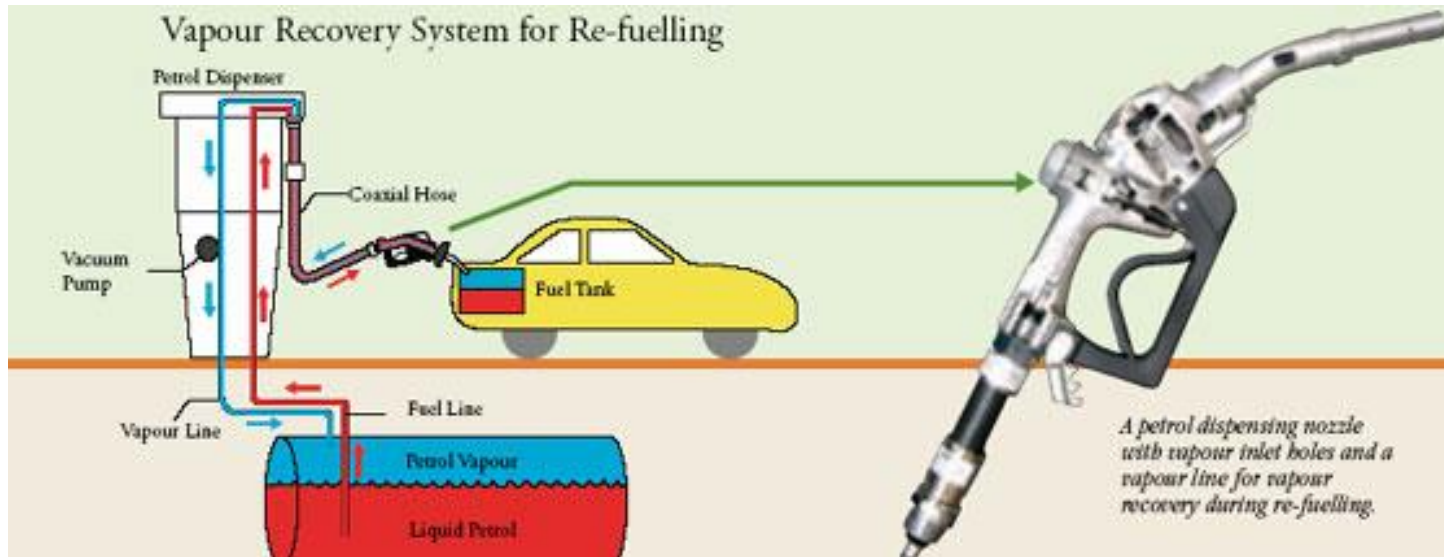 Vapour Recovery System for Re-fuelling
Petrol Dispenser
Coaxial Hose
Vacuum
Pump
Fuel Tank
Fuel Line
Vapour Line
Petrol Vapour
Liquid Petrol
A petrol dispensing nozzle
with vapour inlet holes and a
vapour line for vapour
recovery during re-fuelling.